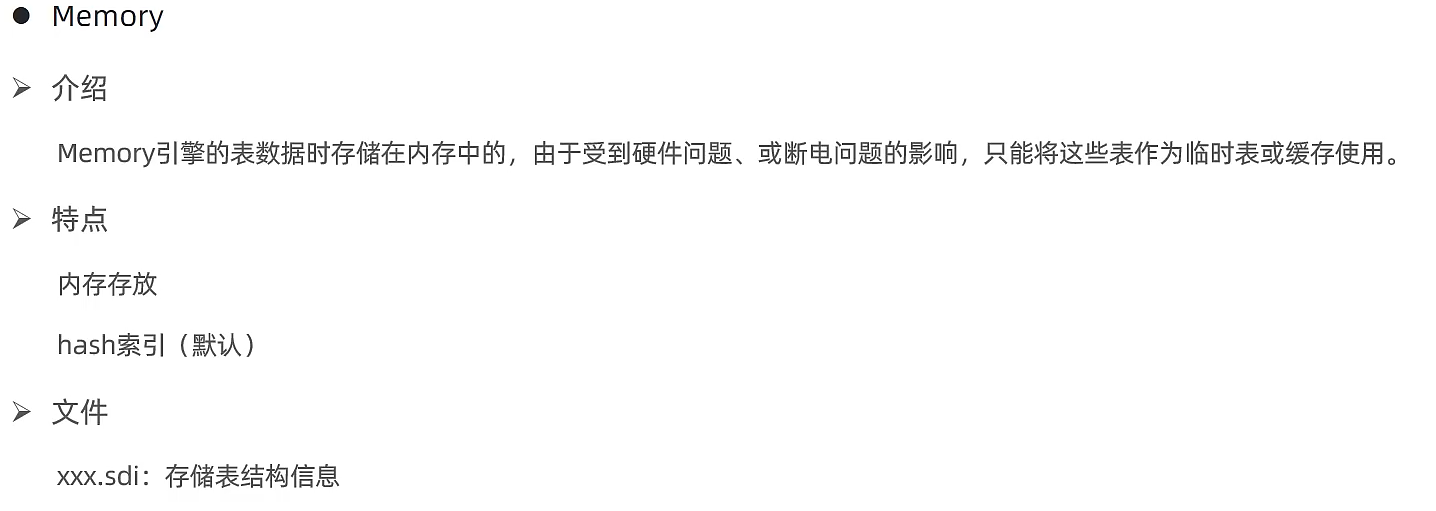 ● Memory
➢ 介绍
Memory引擎的表数据时存储在内存中的，由于受到硬件问题、或断电问题的影响，只能将这些表作为临时表或缓存使用。
➢ 特点
内存存放
hash索引（默认）
➢ 文件
xxx.sdi：存储表结构信息